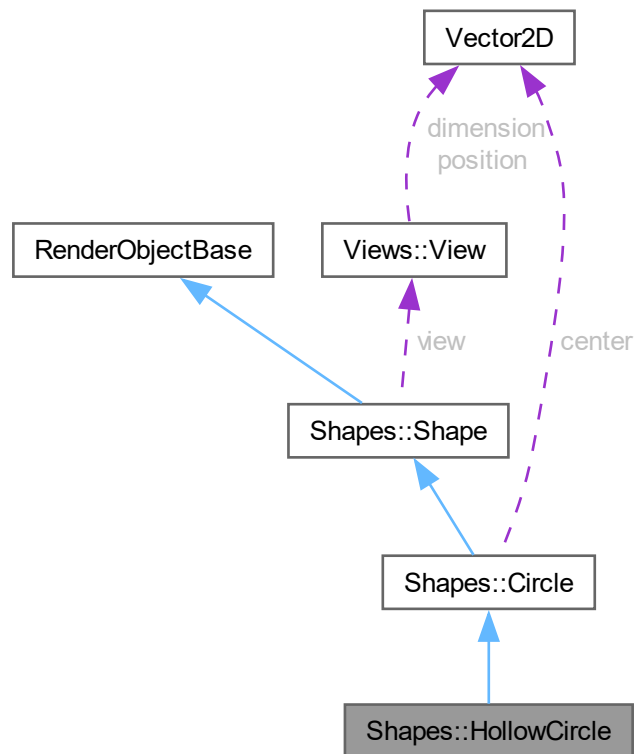 Vector2D
dimension
position
RenderObjectBase
Views::View
view
center
Shapes::Shape
Shapes::Circle
Shapes::HollowCircle